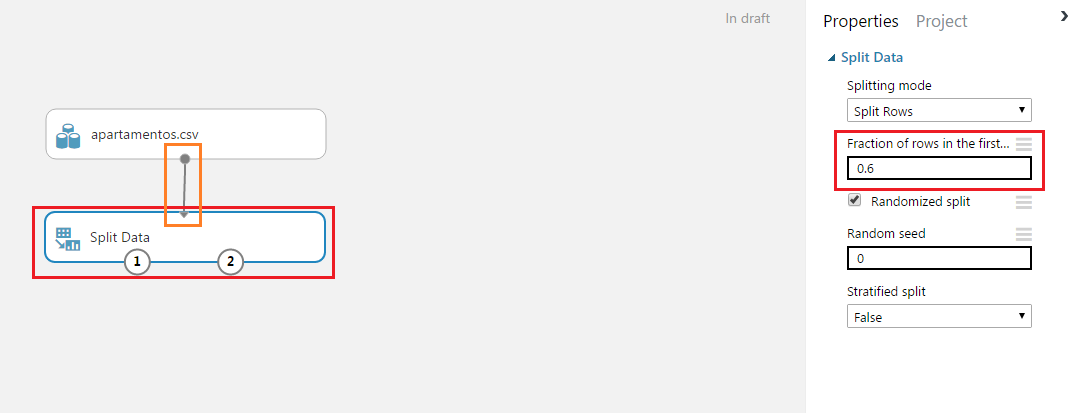 In draft
apartamentos.csv
Split Data
1
2
Properties Project
Split Data
Splitting mode
Split Rows
Fraction of rows in the first...
0.6
Randomized split
Random seed
0
Stratified split
False